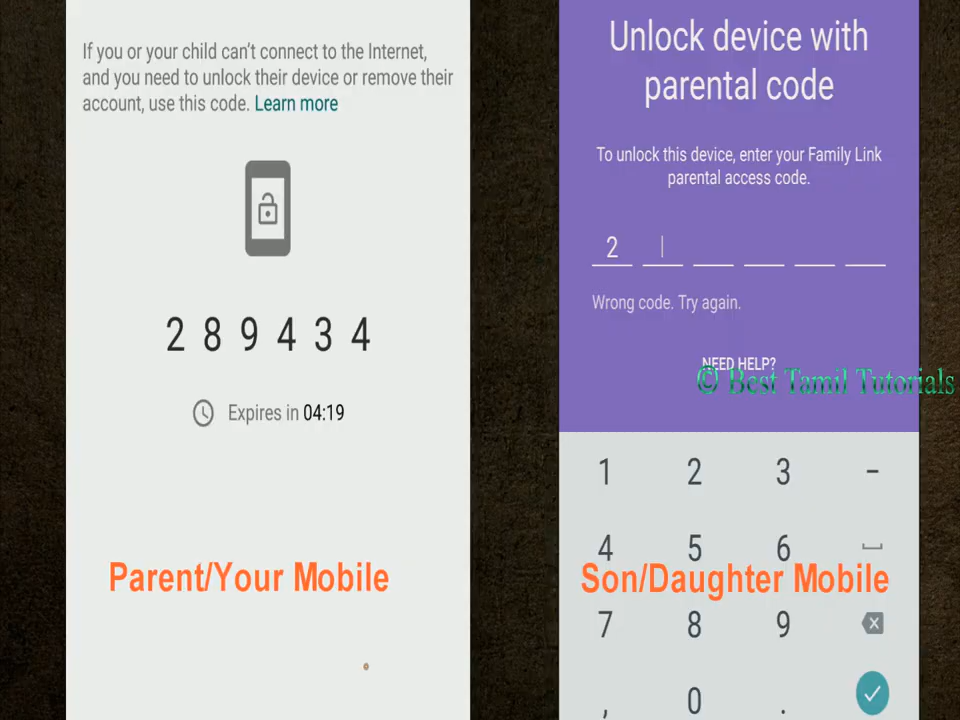 If you or your child can't connect to the Internet,
and you need to unlock their device or remove their
account, use this code. Learn more
2 8 9 4 3 4
Expires in 04:19
Parent/Your Mobile
Unlock device with
parental code
To unlock this device, enter your Family Link
parental access code.
2
Wrong code. Try again.
NEED HELP?
© Best Tamil Tutorials
1 2 3 -
4 5 6
Son/Daughter Mobile
7 8 9
, 0 .